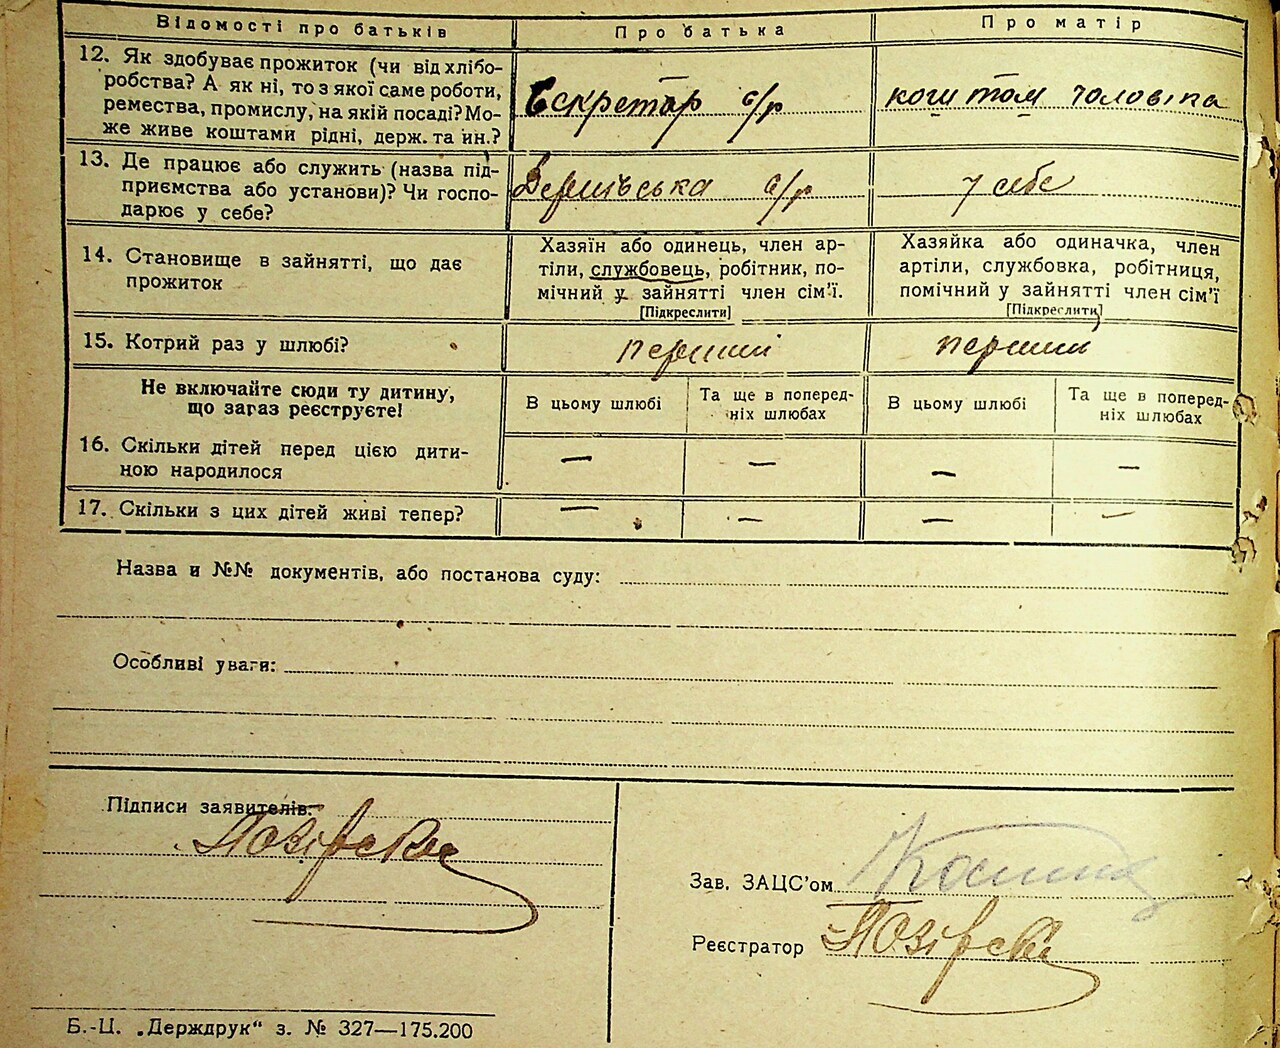 Відомості про батьків
Про батька
Про матір
12. Як здобуває прожиток (чи від хлібо-
робства? А як ні, то з якої саме роботи,
ремества, промислу, на якій посаді? Мо-
же живе коштами рідні, держ. та ин.?
Секретар с/р
коштом чоловіка
13. Де працює або служить (назва під-
приємства або установи)? Чи госпо-
дарює у себе?
с/р
у себе
14. Становище в зайнятті, що дає
прожиток
Хазяїн або одинець, член ар-
тіли, службовець, робітник, по-
мічний у зайнятті член сім'ї.
[Підкреслити]
Хазяйка або одиначка, член
артіли, службовка, робітниця,
помічний у зайнятті член сім'ї
[Підкреслити]
15. Котрий раз у шлюбі?
перший
перший
Не включайте сюди ту дитину,
що зараз реєструєте!
В цьому шлюбі
Та ще в поперед-
ніх шлюбах
В цьому шлюбі
Та ще в поперед-
ніх шлюбах
16. Скільки дітей перед цією дити-
ною народилося
— — — —
17. Скільки з цих дітей живі тепер?
— — — —
Назва и №№ документів, або постанова суду:
Особливі уваги:
Підписи заявителів:
Зав. ЗАЦС'ом
Реєстратор
Б.-Ц. „Держдрук“ з. № 327—175.200